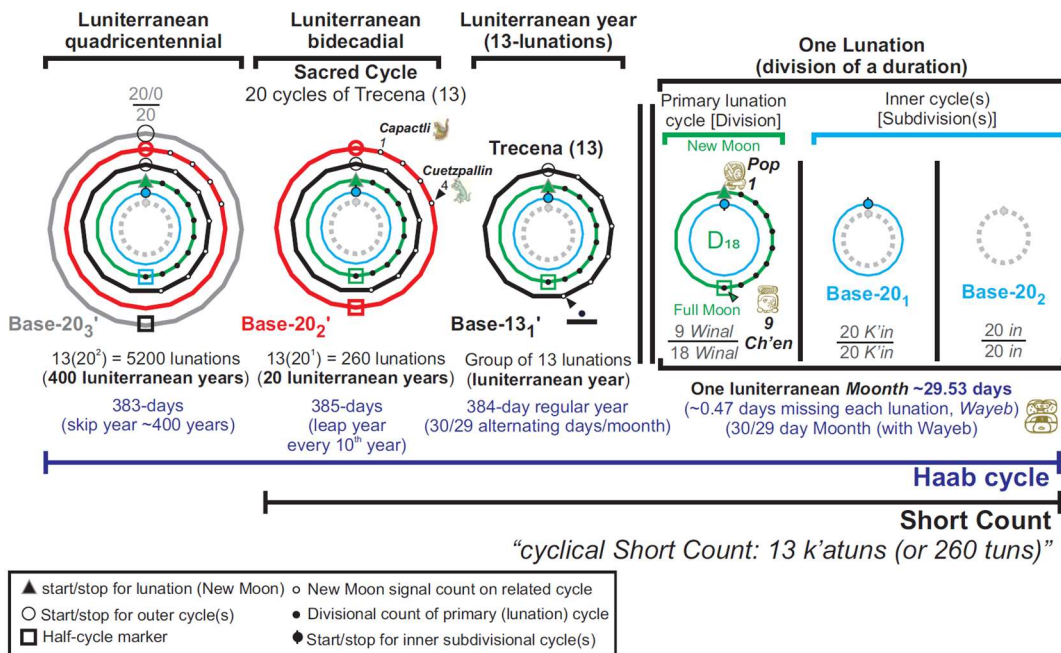 Luniterranean
quadricentennial
20/0
20
Base-20₃'
13(20²) = 5200 lunations
(400 luniterranean years)
383-days
(skip year ~400 years)
Luniterranean
bidecadial
Sacred Cycle
20 cycles of Trecena (13)
Capactli
1
Cuetzpallin
4
Base-20₂'
13(20¹) = 260 lunations
(20 luniterranean years)
385-days
(leap year
every 10th year)
Luniterranean year
(13-lunations)
Trecena (13)
Base-13₁'
Group of 13 lunations
(luniterranean year)
384-day regular year
(30/29 alternating days/moonth)
One Lunation
(division of a duration)
Primary lunation
cycle [Division]
New Moon
Pop
1
D₁₈
Full Moon
9
Ch'en
9 Winal
18 Winal
Inner cycle(s)
[Subdivision(s)]
Base-20₁
20 K'in
20 K'in
Base-20₂
20 in
20 in
One luniterranean Moonth ~29.53 days
(~0.47 days missing each lunation, Wayeb)
(30/29 day Moonth (with Wayeb)
Haab cycle
Short Count
"cyclical Short Count: 13 k'atuns (or 260 tuns)"
start/stop for lunation (New Moon)
Start/stop for outer cycle(s)
Half-cycle marker
New Moon signal count on related cycle
Divisional count of primary (lunation) cycle
Start/stop for inner subdivisional cycle(s)